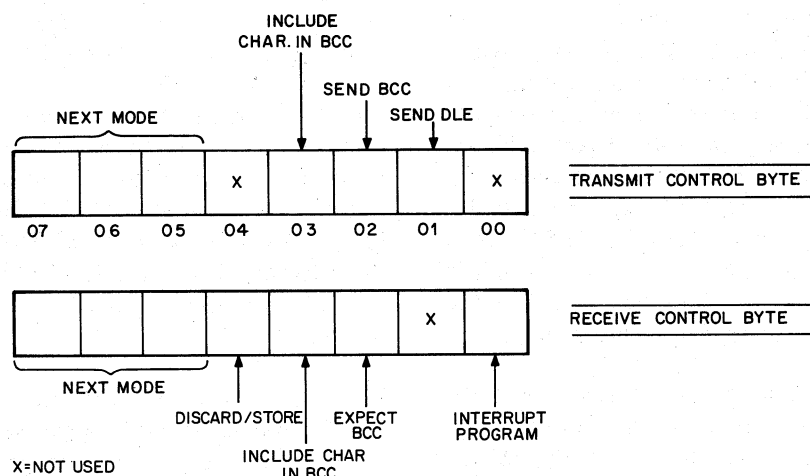 INCLUDE
CHAR. IN BCC
SEND BCC
NEXT MODE
SEND DLE
X
X
TRANSMIT CONTROL BYTE
07 06 05 04 03 02 01 00
X
RECEIVE CONTROL BYTE
NEXT MODE
DISCARD/STORE
EXPECT
BCC
INTERRUPT
PROGRAM
INCLUDE CHAR
IN BCC
X=NOT USED